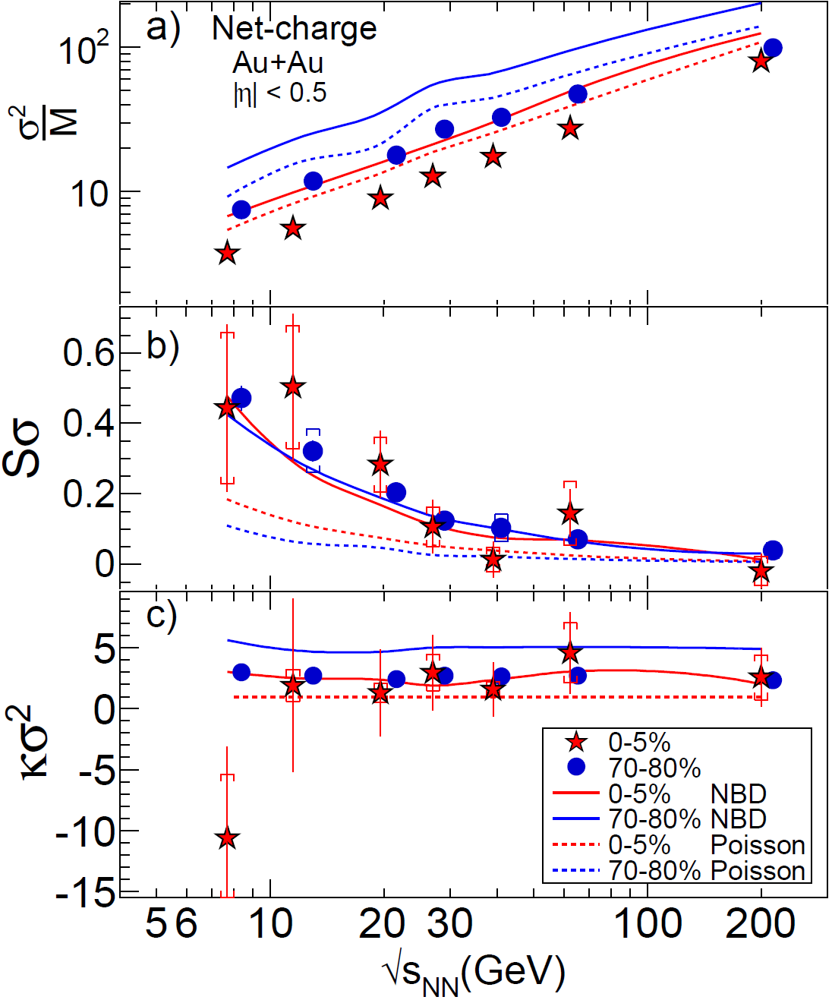 a) Net-charge
Au+Au
|η| < 0.5
10²
10
σ²
M
b)
0.6
0.4
0.2
0
Sσ
c)
5
0
-5
-10
-15
κσ²
0-5%
70-80%
0-5% NBD
70-80% NBD
0-5% Poisson
70-80% Poisson
5 6 10 20 30 100 200
√sNN(GeV)